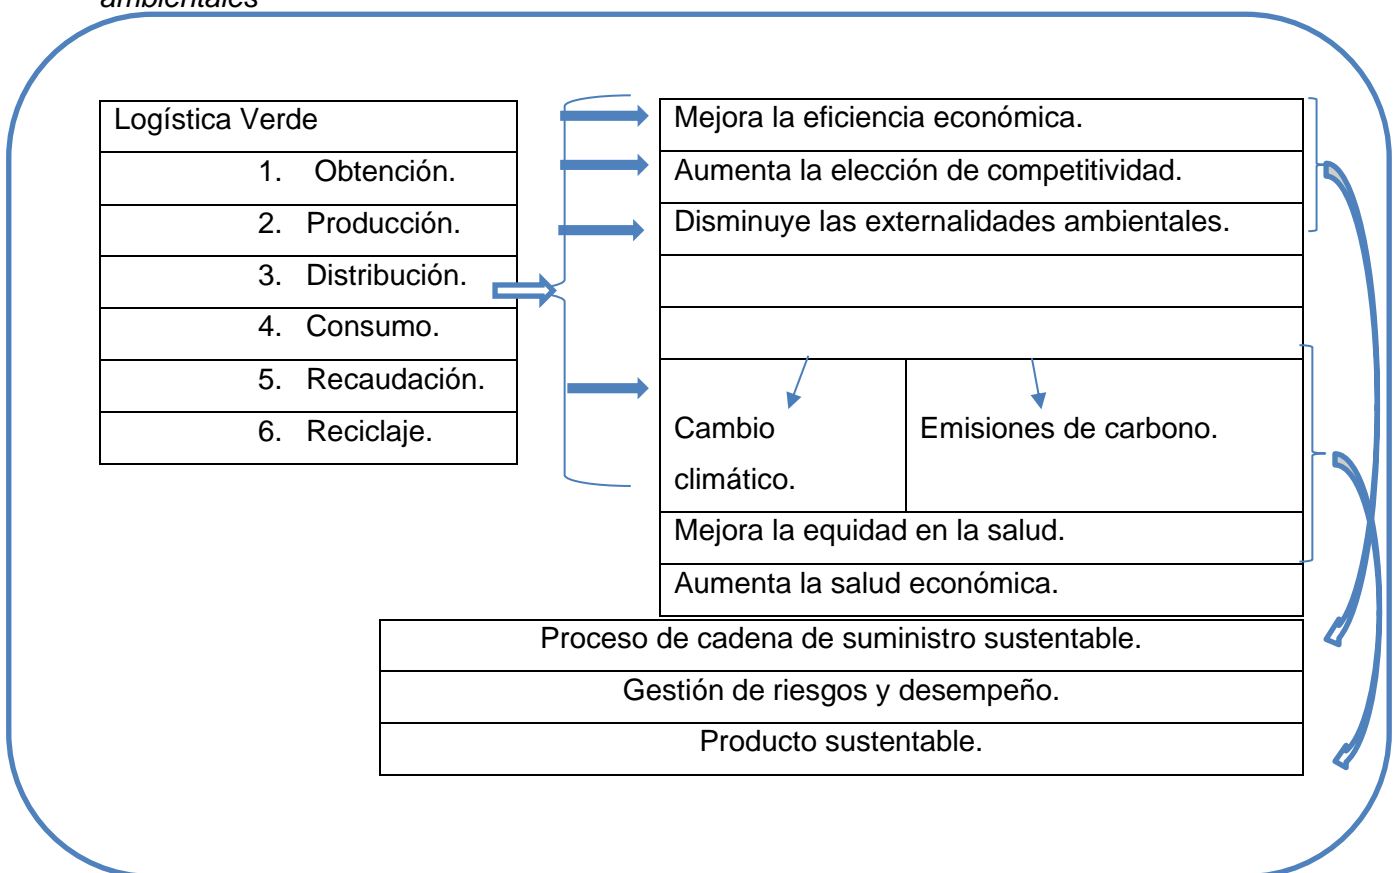 ambientales
Logística Verde
1. Obtención.
2. Producción.
3. Distribución.
4. Consumo.
5. Recaudación.
6. Reciclaje.
Mejora la eficiencia económica.
Aumenta la elección de competitividad.
Disminuye las externalidades ambientales.
Cambio
climático.
Emisiones de carbono.
Mejora la equidad en la salud.
Aumenta la salud económica.
Proceso de cadena de suministro sustentable.
Gestión de riesgos y desempeño.
Producto sustentable.